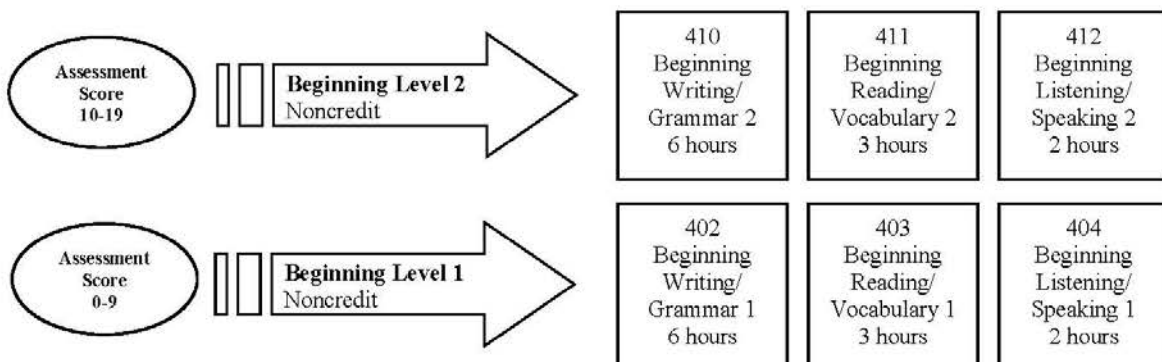 Assessment
Score
10-19
Beginning Level 2
Noncredit
410
Beginning
Writing/
Grammar 2
6 hours
411
Beginning
Reading/
Vocabulary 2
3 hours
412
Beginning
Listening/
Speaking 2
2 hours
Assessment
Score
0-9
Beginning Level 1
Noncredit
402
Beginning
Writing/
Grammar 1
6 hours
403
Beginning
Reading/
Vocabulary 1
3 hours
404
Beginning
Listening/
Speaking 1
2 hours